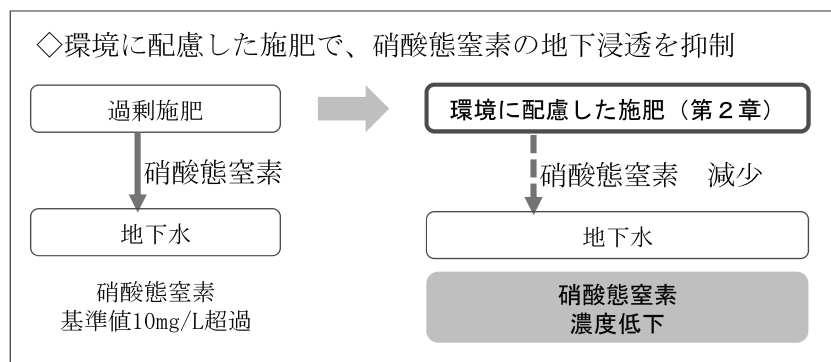 ◇環境に配慮した施肥で、硝酸態窒素の地下浸透を抑制
過剰施肥
硝酸態窒素
地下水
硝酸態窒素
基準値10mg/L超過
環境に配慮した施肥(第2章)
硝酸態窒素 減少
地下水
硝酸態窒素
濃度低下